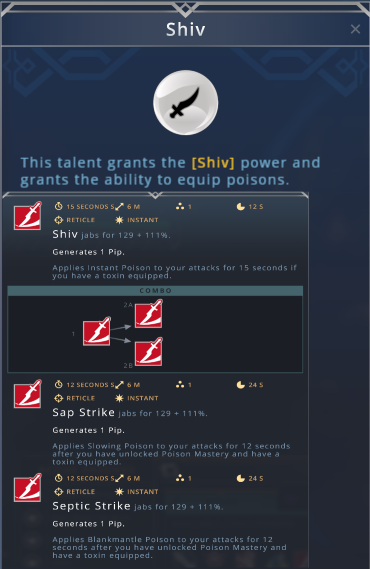 Shiv
This talent grants the [Shiv] power and
grants the ability to equip poisons.
15 SECONDS S 6 M 1 12 S
RETICLE INSTANT
Shiv jabs for 129 + 111%.
Generates 1 Pip.
Applies Instant Poison to your attacks for 15 seconds if
you have a toxin equipped.
COMBO
2A
1
2B
12 SECONDS S 6 M 1 24 S
RETICLE INSTANT
Sap Strike jabs for 129 + 111%.
Generates 1 Pip.
Applies Slowing Poison to your attacks for 12 seconds
after you have unlocked Poison Mastery and have a
toxin equipped.
12 SECONDS S 6 M 1 24 S
RETICLE INSTANT
Septic Strike jabs for 129 + 111%.
Generates 1 Pip.
Applies Blankmantle Poison to your attacks for 12
seconds after you have unlocked Poison Mastery and have a
toxin equipped.